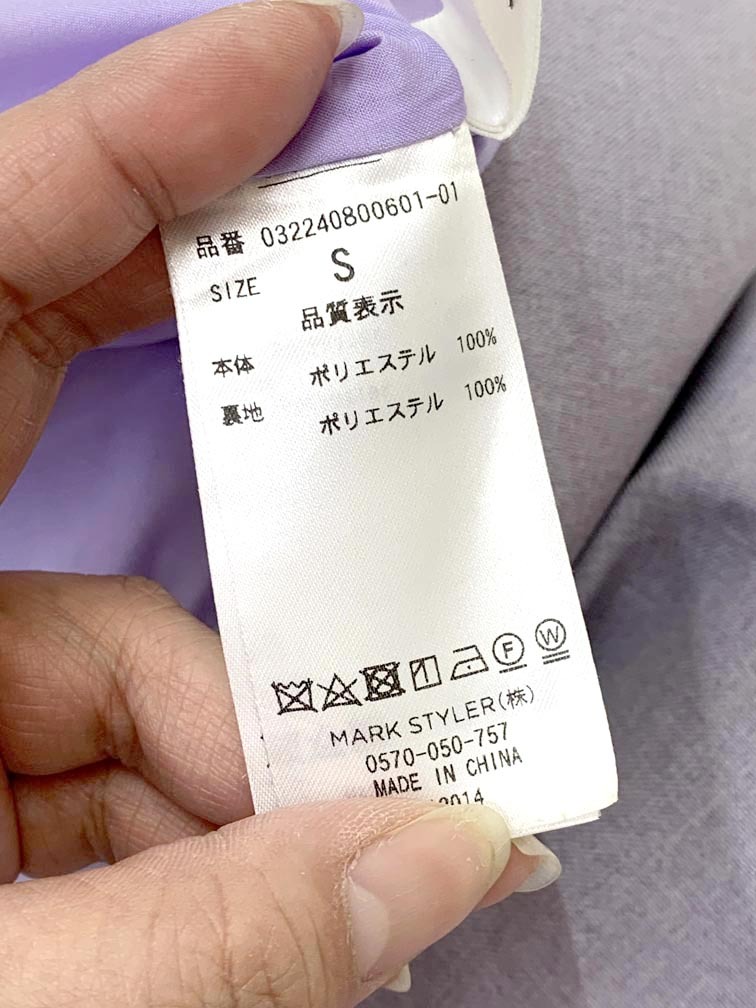 品番 032240800601-01
SIZE S
品質表示
本体 ポリエステル 100%
裏地 ポリエステル 100%
F W
MARK STYLER(株)
0570-050-757
MADE IN CHINA
2014